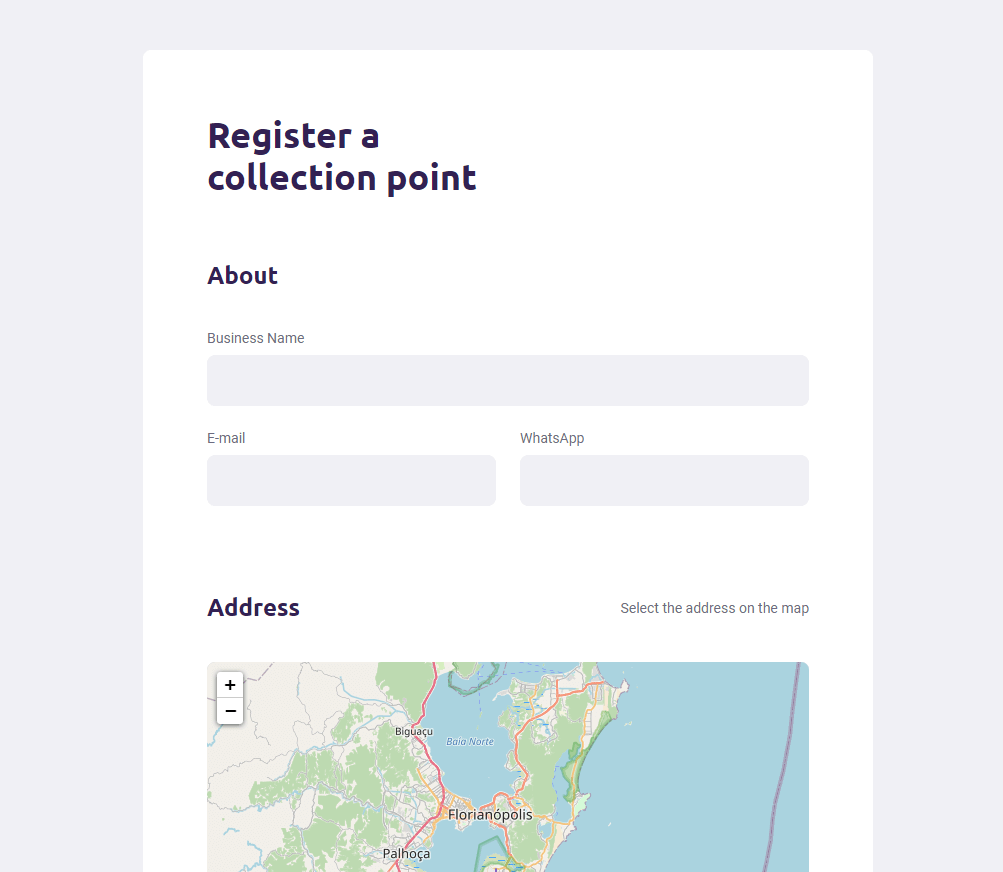 Register a
collection point
About
Business Name
E-mail WhatsApp
Address Select the address on the map
+
−
Biguaçu
Baía Norte
Florianópolis
Palhoça